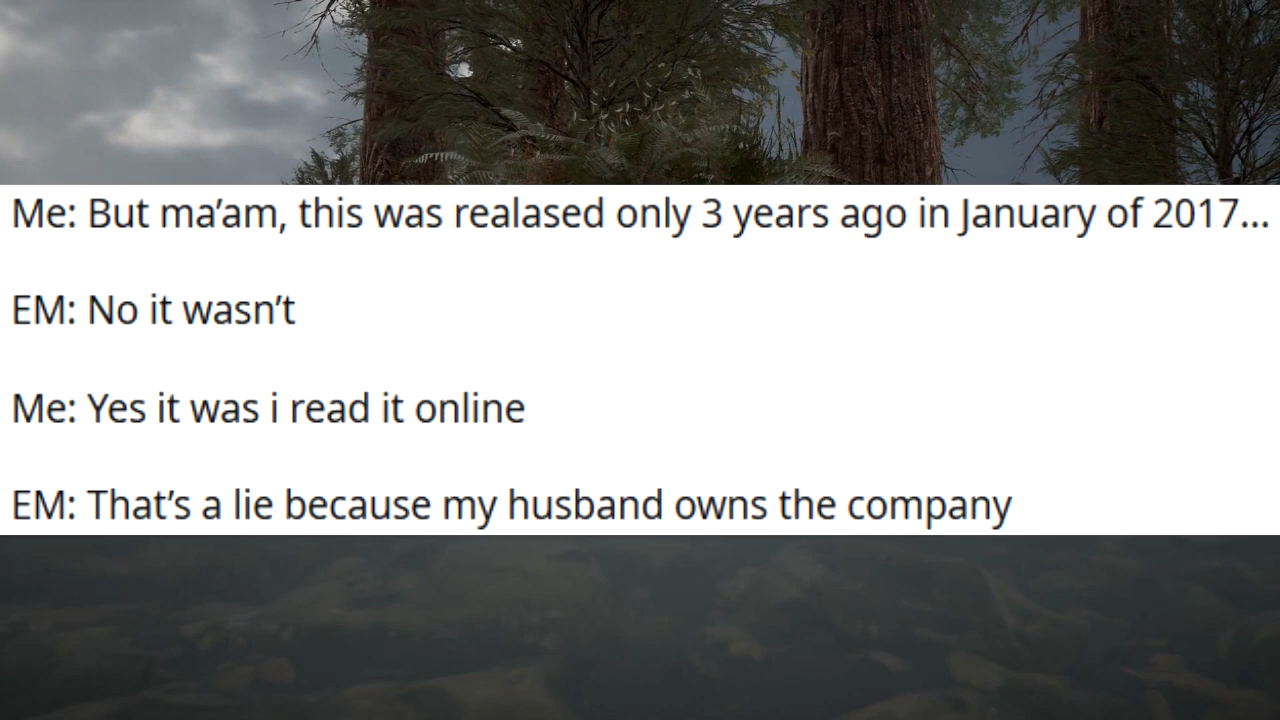 Me: But ma’am, this was realased only 3 years ago in January of 2017...
EM: No it wasn’t
Me: Yes it was i read it online
EM: That’s a lie because my husband owns the company